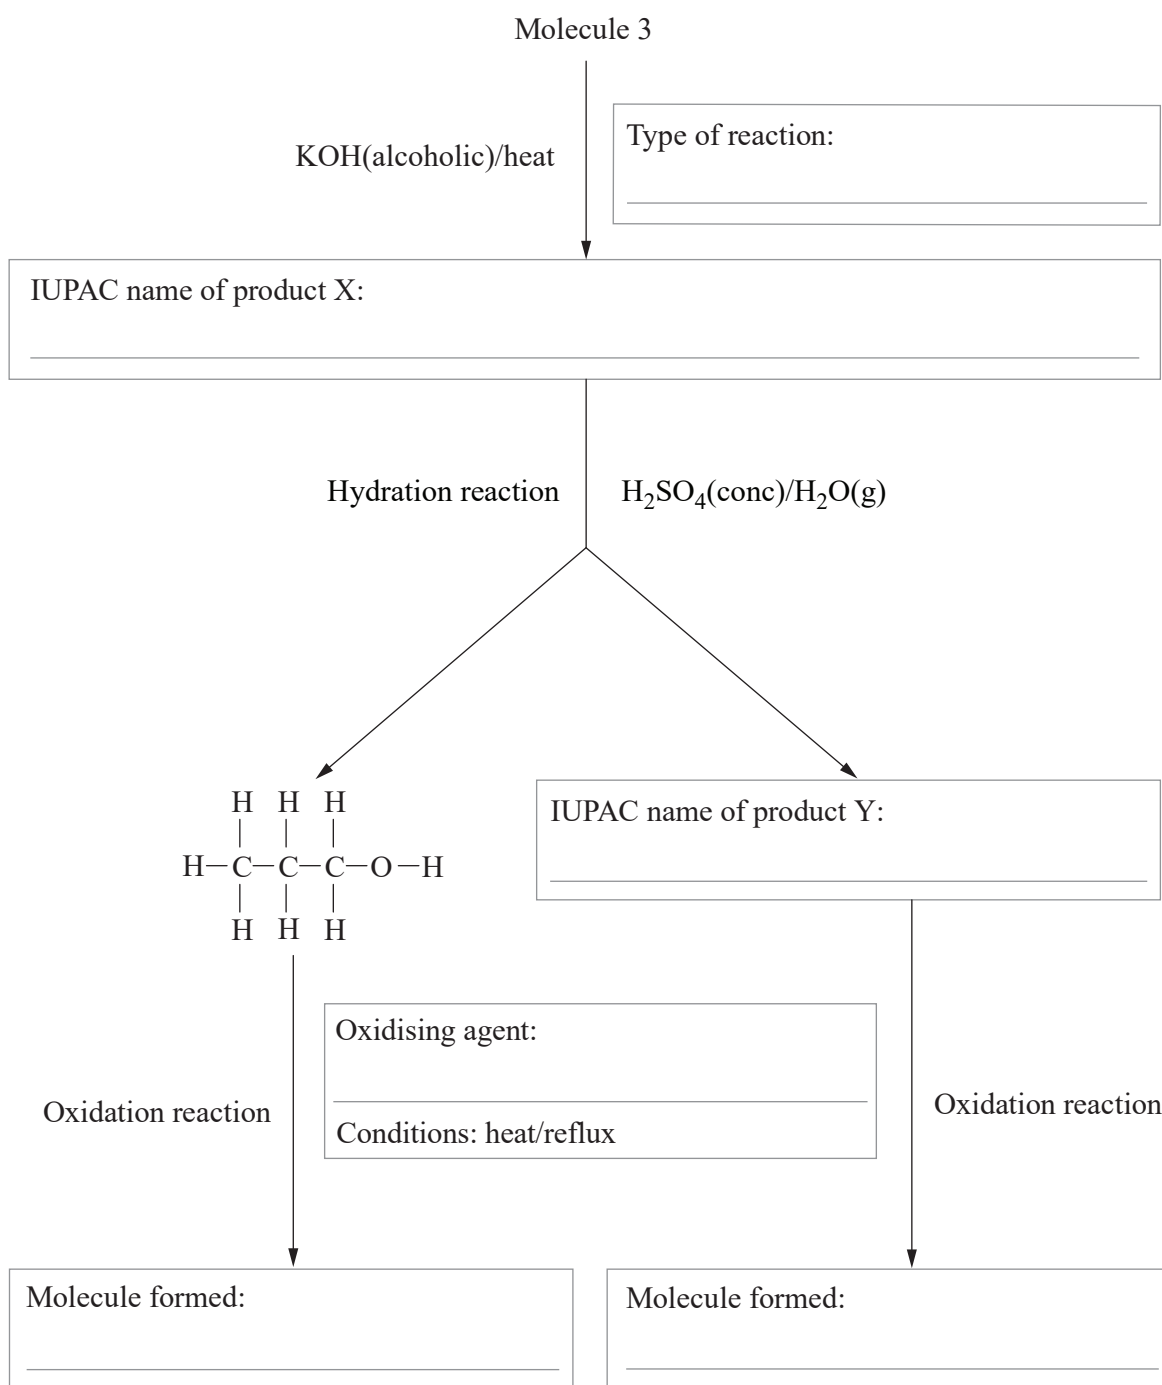 Molecule 3
KOH(alcoholic)/heat
Type of reaction:
IUPAC name of product X:
Hydration reaction
H₂SO₄(conc)/H₂O(g)
H H H
H–C–C–C–O–H
H H H
IUPAC name of product Y:
Oxidation reaction
Oxidising agent:
Conditions: heat/reflux
Oxidation reaction
Molecule formed:
Molecule formed: